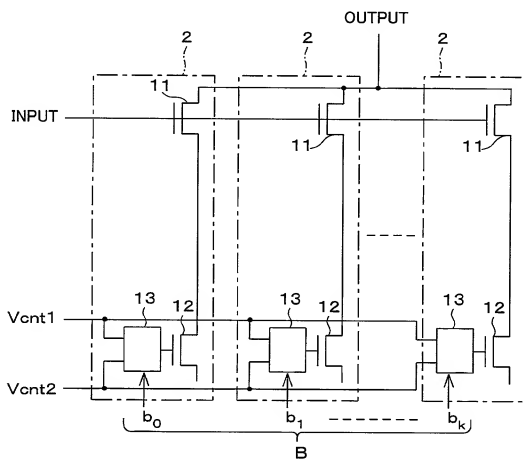 OUTPUT
2 2 2
11
INPUT
11 11
Vcnt1
13 12 13 12 13 12
Vcnt2
b0 b1 bk
B